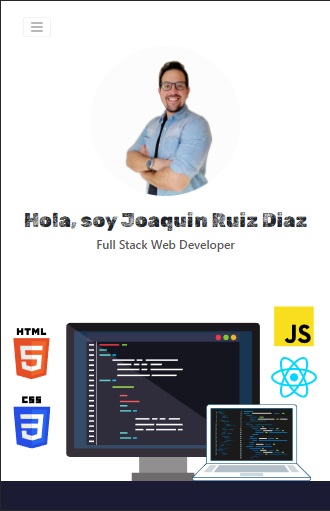 Hola, soy Joaquin Ruiz Diaz
Full Stack Web Developer
JS
HTML
5
CSS
3